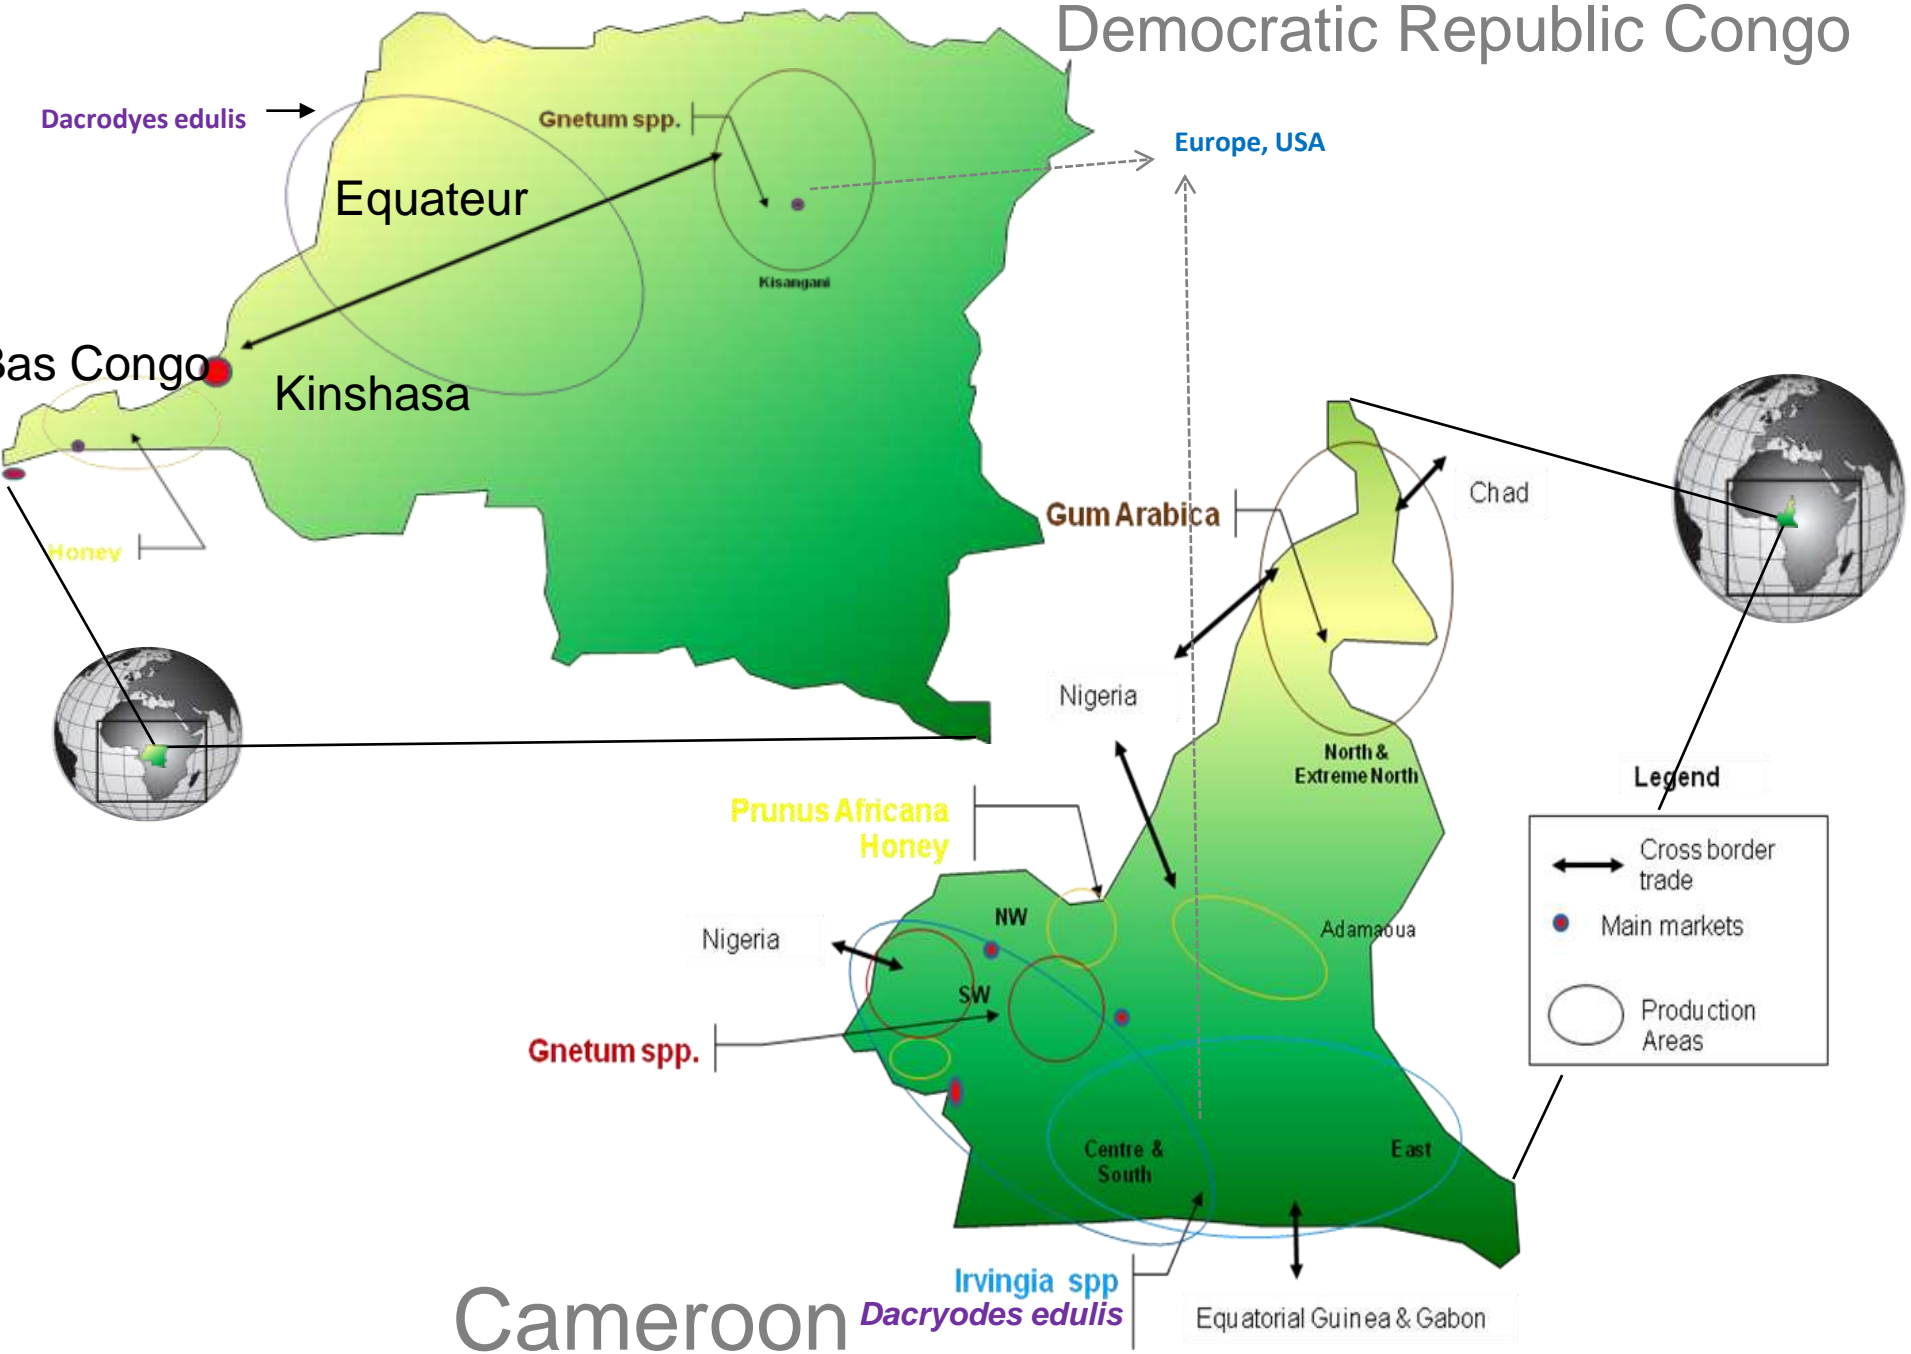 Democratic Republic Congo
Dacrodyes edulis
Gnetum spp.
Europe, USA
Equateur
Kisangani
Bas Congo
Kinshasa
Honey
Chad
Gum Arabica
Nigeria
North &
Extreme North
Legend
Prunus Africana
Honey
Cross border
trade
Main markets
Production
Areas
NW
Adamaoua
Nigeria
SW
Gnetum spp.
Centre &
South
East
Irvingia spp
Dacryodes edulis
Equatorial Guinea & Gabon
Cameroon